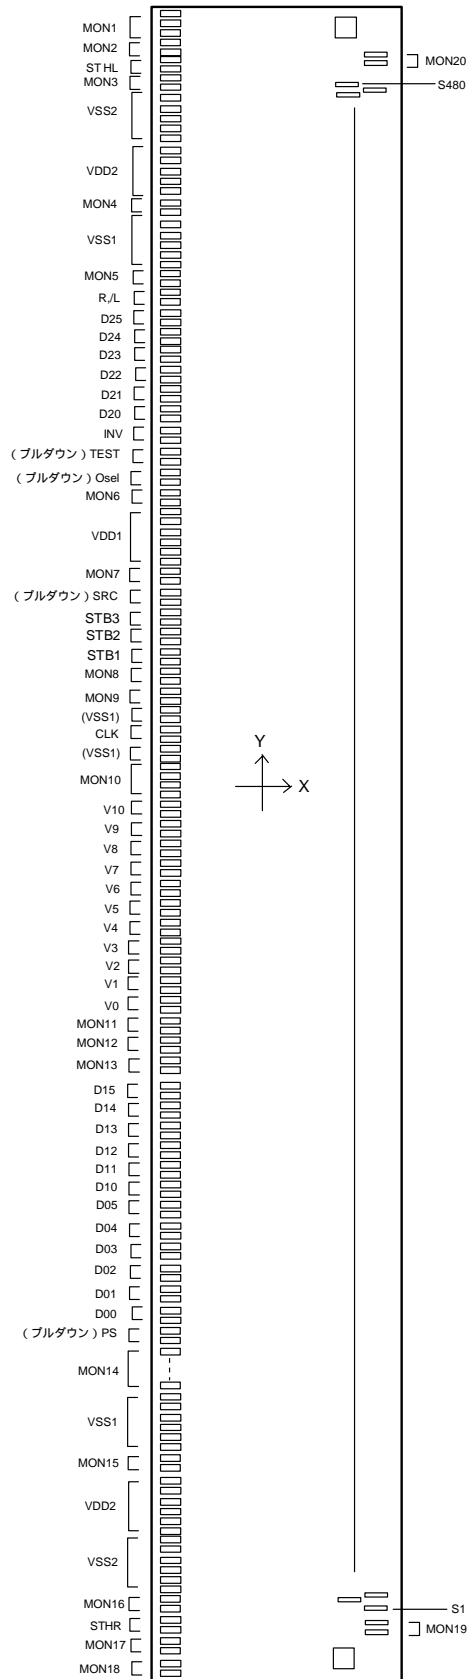 MON1
MON2
MON20
STHL
MON3
S480
VSS2
VDD2
MON4
VSS1
MON5
R,/L
D25
D24
D23
D22
D21
D20
INV
(プルダウン) TEST
(プルダウン) Osel
MON6
VDD1
MON7
(プルダウン) SRC
STB3
STB2
STB1
MON8
MON9
(VSS1)
CLK
(VSS1)
Y
X
MON10
V10
V9
V8
V7
V6
V5
V4
V3
V2
V1
V0
MON11
MON12
MON13
D15
D14
D13
D12
D11
D10
D05
D04
D03
D02
D01
D00
(プルダウン) PS
MON14
VSS1
MON15
VDD2
VSS2
MON16
S1
STHR
MON19
MON17
MON18